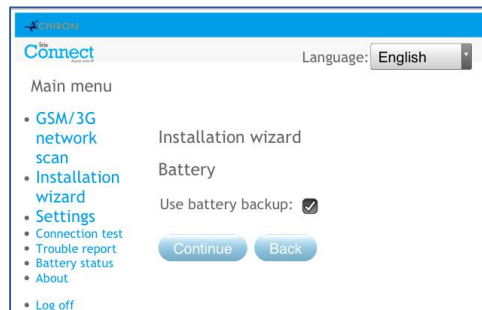 CHIRON
iris
Connect
Language: English
Main menu
GSM/3G
network
scan
Installation
wizard
Settings
Connection test
Trouble report
Battery status
About
Log off
Installation wizard
Battery
Use battery backup:
Continue Back